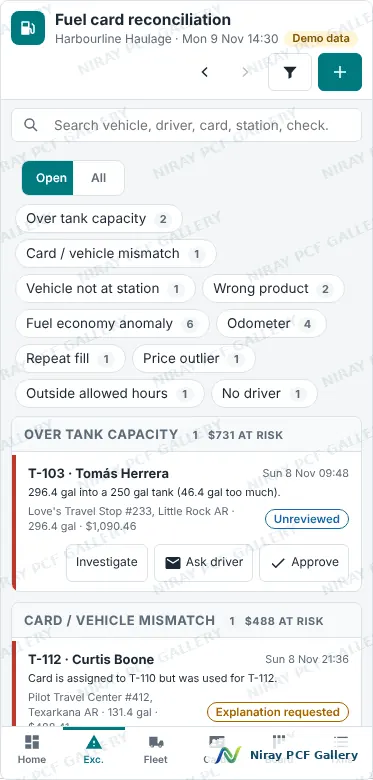 Fuel card reconciliation
Harbourline Haulage · Mon 9 Nov 14:30 Demo data
Search vehicle, driver, card, station, check.
Open All
Over tank capacity 2
Card / vehicle mismatch 1
Vehicle not at station 1 Wrong product 2
Fuel economy anomaly 6 Odometer 4
Repeat fill 1 Price outlier 1
Outside allowed hours 1 No driver 1
OVER TANK CAPACITY 1 $731 AT RISK
T-103 · Tomás Herrera Sun 8 Nov 09:48
296.4 gal into a 250 gal tank (46.4 gal too much).
Love's Travel Stop #233, Little Rock AR ·
296.4 gal · $1,090.46 Unreviewed
Investigate Ask driver Approve
CARD / VEHICLE MISMATCH 1 $488 AT RISK
T-112 · Curtis Boone Sun 8 Nov 21:36
Card is assigned to T-110 but was used for T-112.
Pilot Travel Center #412,
Texarkana AR · 131.4 gal · Explanation requested
Home Exc. Fleet
Niray PCF Gallery
NIRAY PCF GALLERY